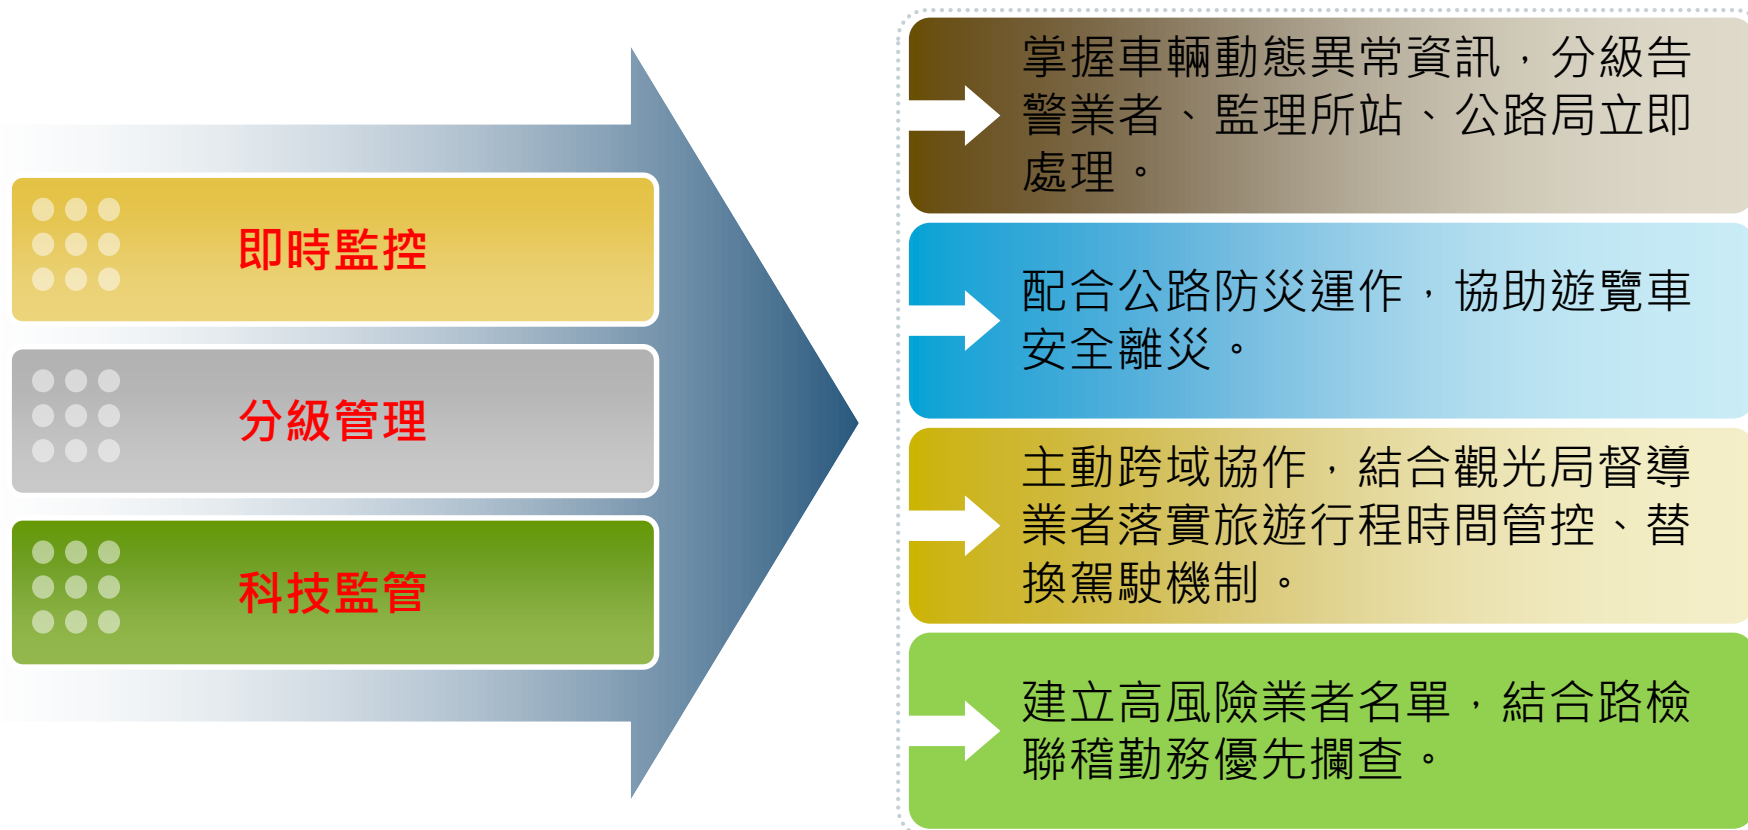 即時監控
分級管理
科技監管
掌握車輛動態異常資訊，分級告
警業者、監理所站、公路局立即
處理。
配合公路防災運作，協助遊覽車
安全離災。
主動跨域協作，結合觀光局督導
業者落實旅遊行程時間管控、替
換駕駛機制。
建立高風險業者名單，結合路檢
聯稽勤務優先攔查。